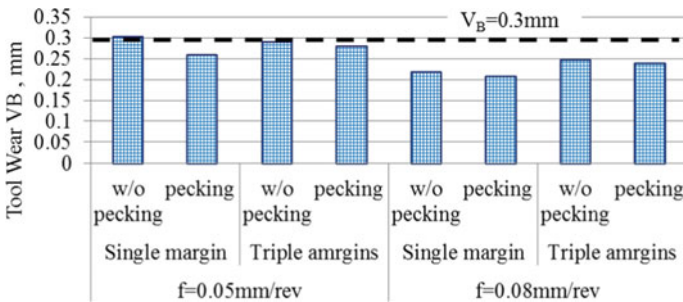 Tool Wear VB , mm
0.35
0.3
0.25
0.2
0.15
0.1
0.05
0
V_B=0.3mm
w/o pecking w/o pecking w/o pecking w/o pecking
pecking pecking pecking pecking
Single margin Triple amrgins Single margin Triple amrgins
f=0.05mm/rev f=0.08mm/rev